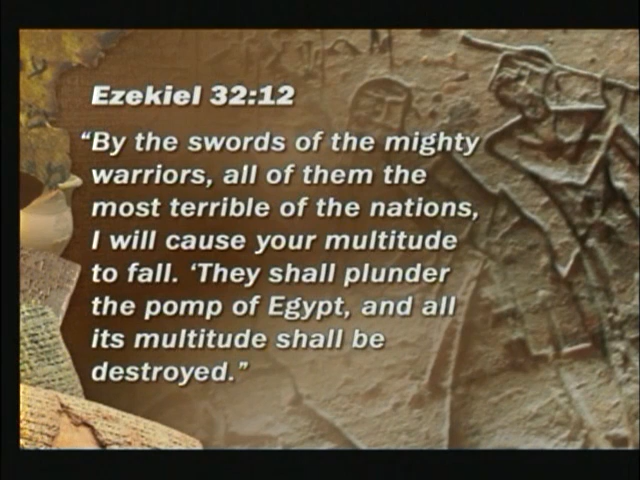 Ezekiel 32:12
“By the swords of the mighty
warriors, all of them the
most terrible of the nations,
I will cause your multitude
to fall. ‘They shall plunder
the pomp of Egypt, and all
its multitude shall be
destroyed.”